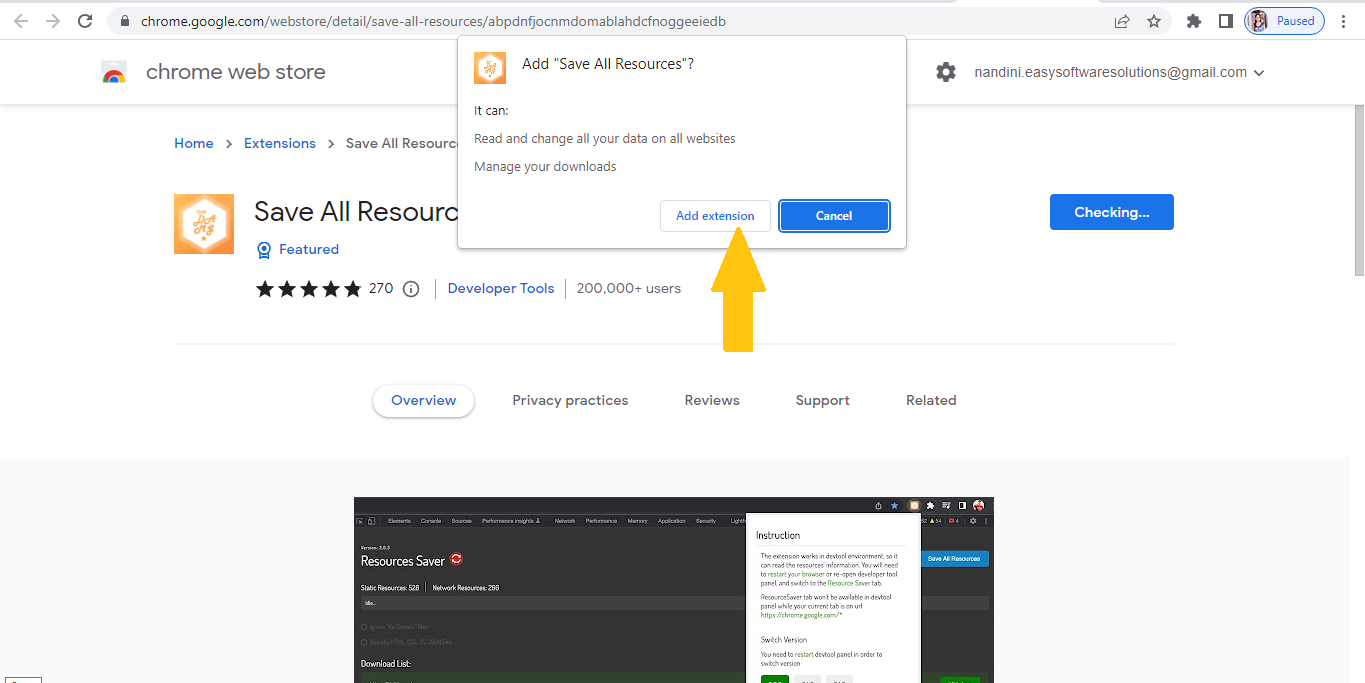 chrome.google.com/webstore/detail/save-all-resources/abpdnfjocnmdomablahdcfnoggeeiedb
Paused
chrome web store
nandini.easysoftwaresolutions@gmail.com
Add "Save All Resources"?
It can:
Read and change all your data on all websites
Manage your downloads
Add extension
Cancel
Home > Extensions > Save All Resourc
Save All Resourc
Checking...
Featured
270
Developer Tools
200,000+ users
Overview
Privacy practices
Reviews
Support
Related
Elements Console Sources Performance insights Network Performance Memory Application Security Lighth
Version: 2.0.3
Resources Saver
Static Resources: 528 | Network Resources: 268
Idle...
Ignore "No Content" Files
Beautify HTML, CSS, JS, JSON files
Download List:
Instruction
The extension works in devtool environment, so it
can read the resources' information. You will need
to restart your browser or re-open developer tool
panel, and switch to the Resource Saver tab.
ResourceSaver tab won't be available in devtool
panel while your current tab is on url
https://chrome.google.com/*
Switch Version
You need to restart devtool panel in order to
switch version
Save All Resources